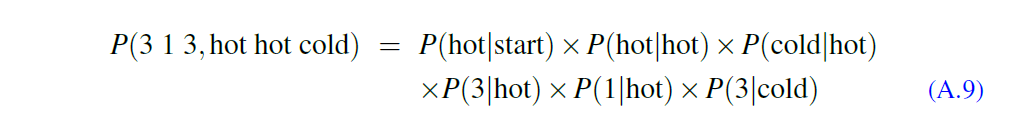 P(3 1 3, hot hot cold) = P(hot|start) × P(hot|hot) × P(cold|hot)
×P(3|hot) × P(1|hot) × P(3|cold) (A.9)